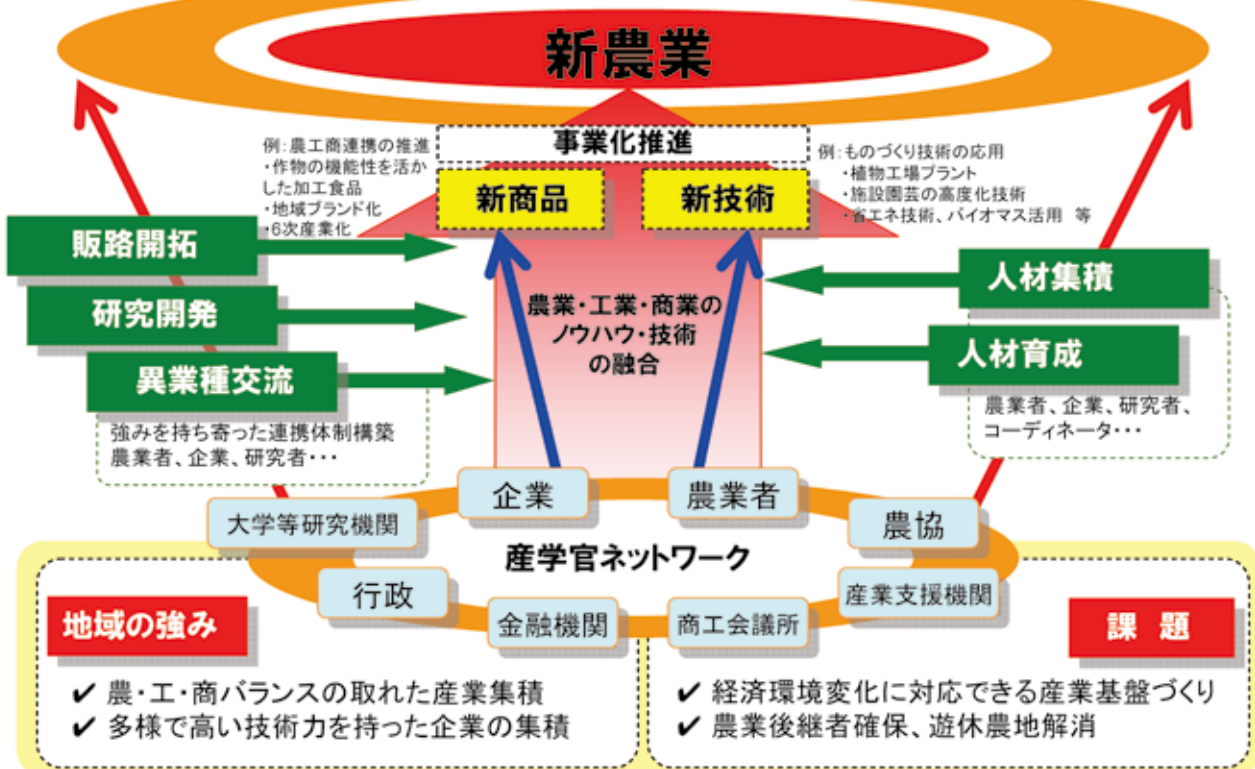 新農業
事業化推進
例:農工商連携の推進
・作物の機能性を活か
した加工食品
・地域ブランド化
・6次産業化
新商品
新技術
例:ものづくり技術の応用
・植物工場プラント
・施設園芸の高度化技術
・省エネ技術、バイオマス活用 等
販路開拓
研究開発
異業種交流
強みを持ち寄った連携体制構築
農業者、企業、研究者・・・
農業・工業・商業の
ノウハウ・技術
の融合
人材集積
人材育成
農業者、企業、研究者、
コーディネータ・・・
企業
農業者
大学等研究機関
農協
産学官ネットワーク
行政
産業支援機関
金融機関
商工会議所
地域の強み
✔ 農・工・商バランスの取れた産業集積
✔ 多様で高い技術力を持った企業の集積
課 題
✔ 経済環境変化に対応できる産業基盤づくり
✔ 農業後継者確保、遊休農地解消